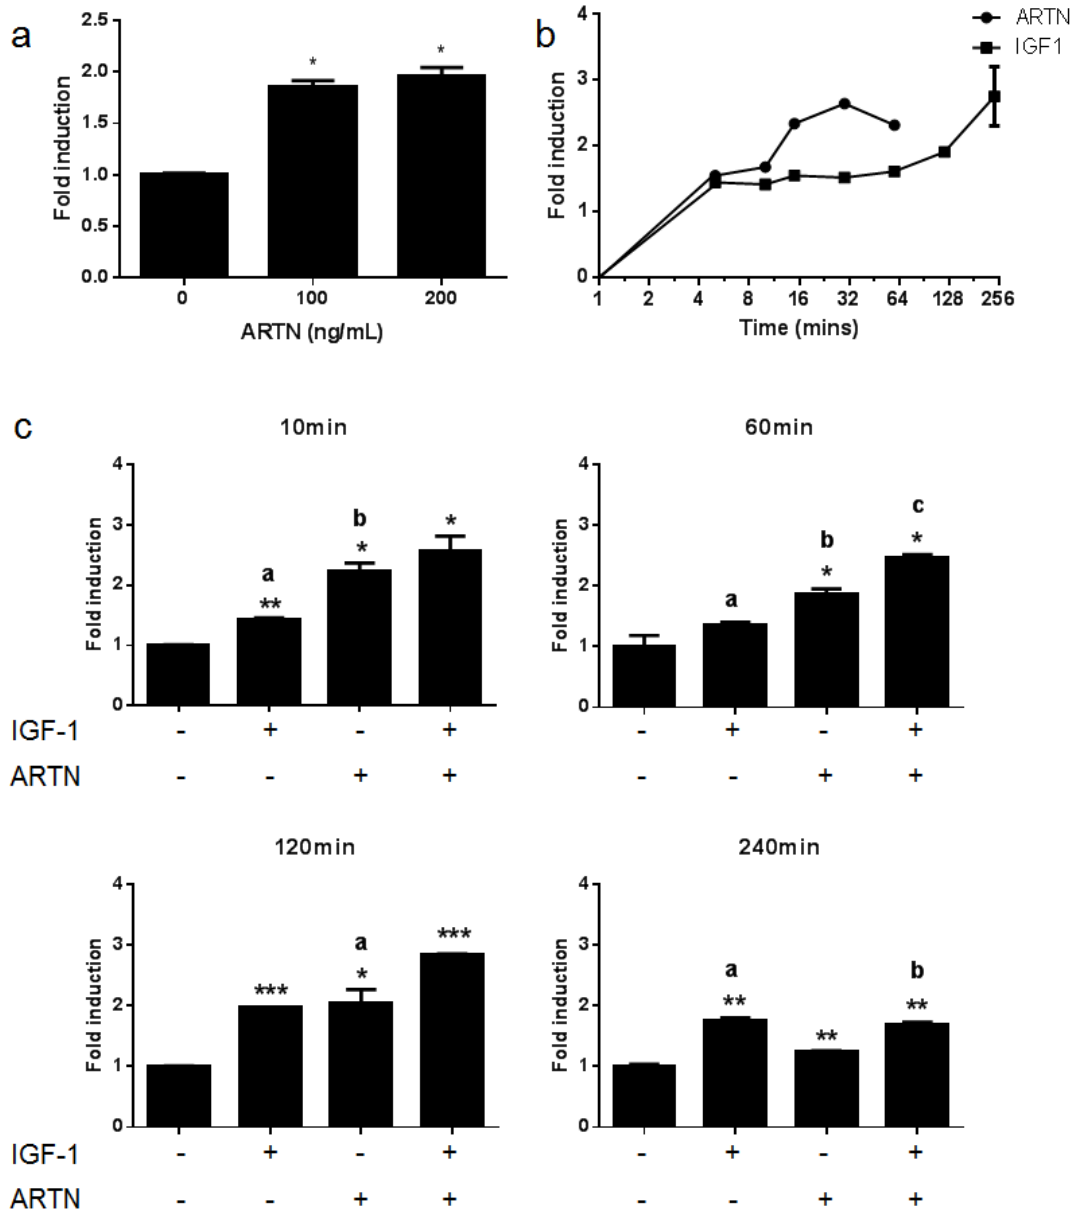 a
2.5
2.0
1.5
1.0
0.5
0.0
Fold induction
* *
0 100 200
ARTN (ng/mL)
b
ARTN
IGF1
4
3
2
1
0
Fold induction
1 2 4 8 16 32 64 128 256
Time (mins)
c
10min
4
3
2
1
0
Fold induction
a
**
b
*
*
60min
4
3
2
1
0
Fold induction
a
b
*
c
*
IGF-1 - + - + - + - +
ARTN - - + + - - + +
120min
4
3
2
1
0
Fold induction
***
a
*
***
240min
4
3
2
1
0
Fold induction
a
**
**
b
**
IGF-1 - + - + - + - +
ARTN - - + + - - + +